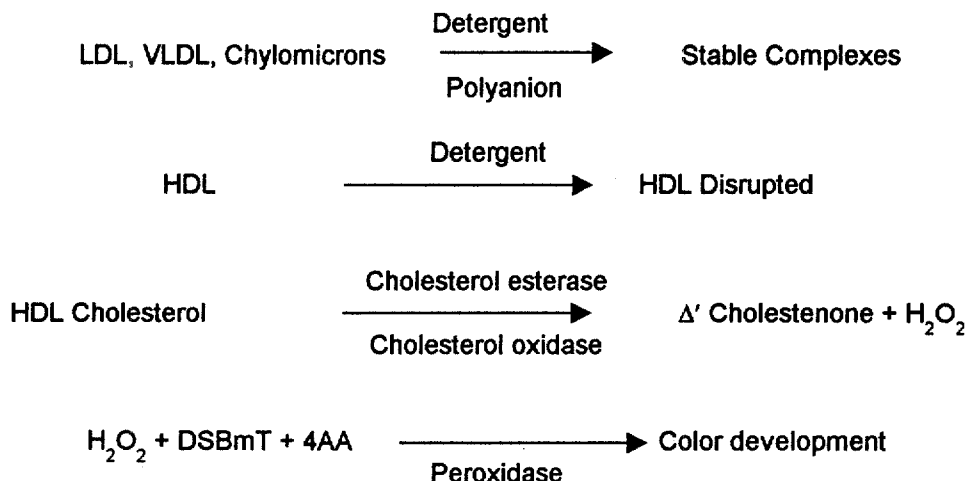 Detergent
LDL, VLDL, Chylomicrons Stable Complexes
Polyanion
Detergent
HDL HDL Disrupted
Cholesterol esterase
HDL Cholesterol Δ′ Cholestenone + H₂O₂
Cholesterol oxidase
H₂O₂ + DSBmT + 4AA Color development
Peroxidase